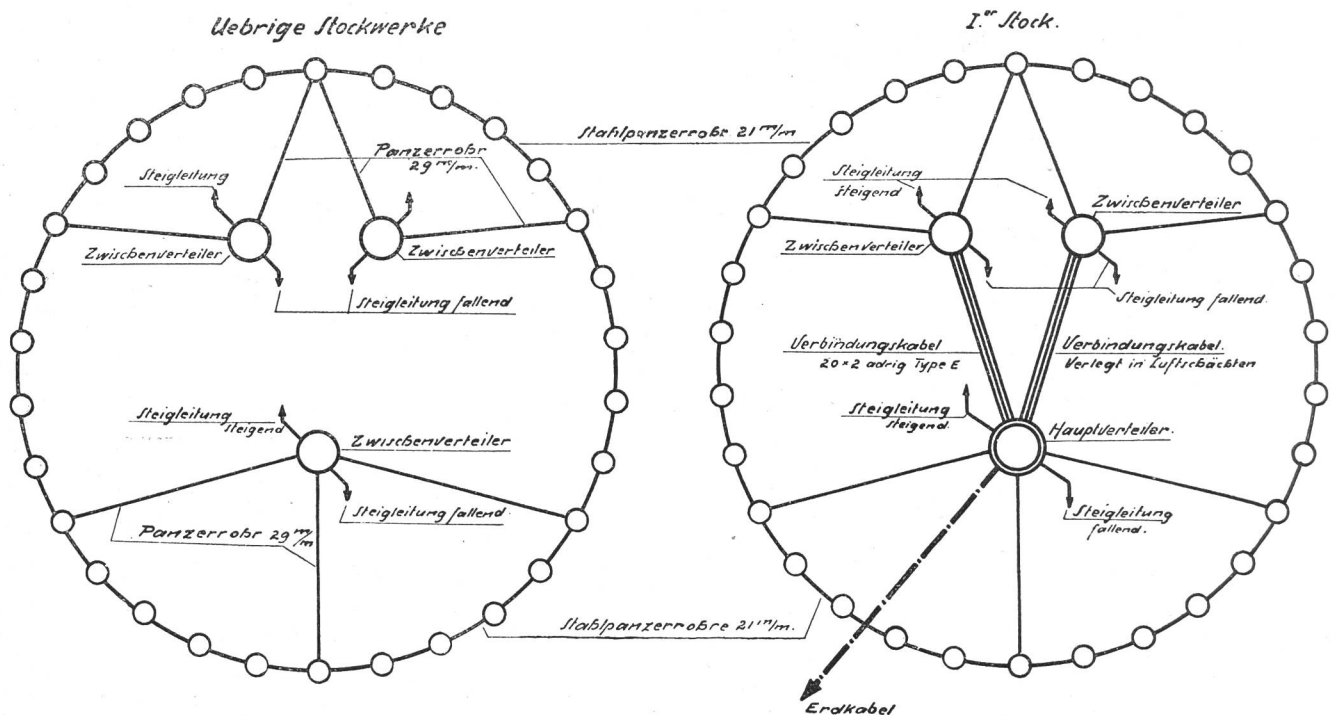 Uebrige Stockwerke
I.er Stock.
Stahlpanzerrohr 21 m/m
Panzerrohr
29 m/m.
Steigleitung
Zwischenverteiler
Zwischenverteiler
Steigleitung fallend
Steigleitung
steigend
Zwischenverteiler
Steigleitung fallend
Panzerrohr 29 m/m
Stahlpanzerrohre 21 m/m.
Steigleitung
steigend
Zwischenverteiler
Zwischenverteiler
Steigleitung fallend.
Verbindungskabel
20×2 adrig Type E
Verbindungskabel.
Verlegt in Luftschächten
Steigleitung
steigend.
Hauptverteiler.
Steigleitung
fallend.
Erdkabel